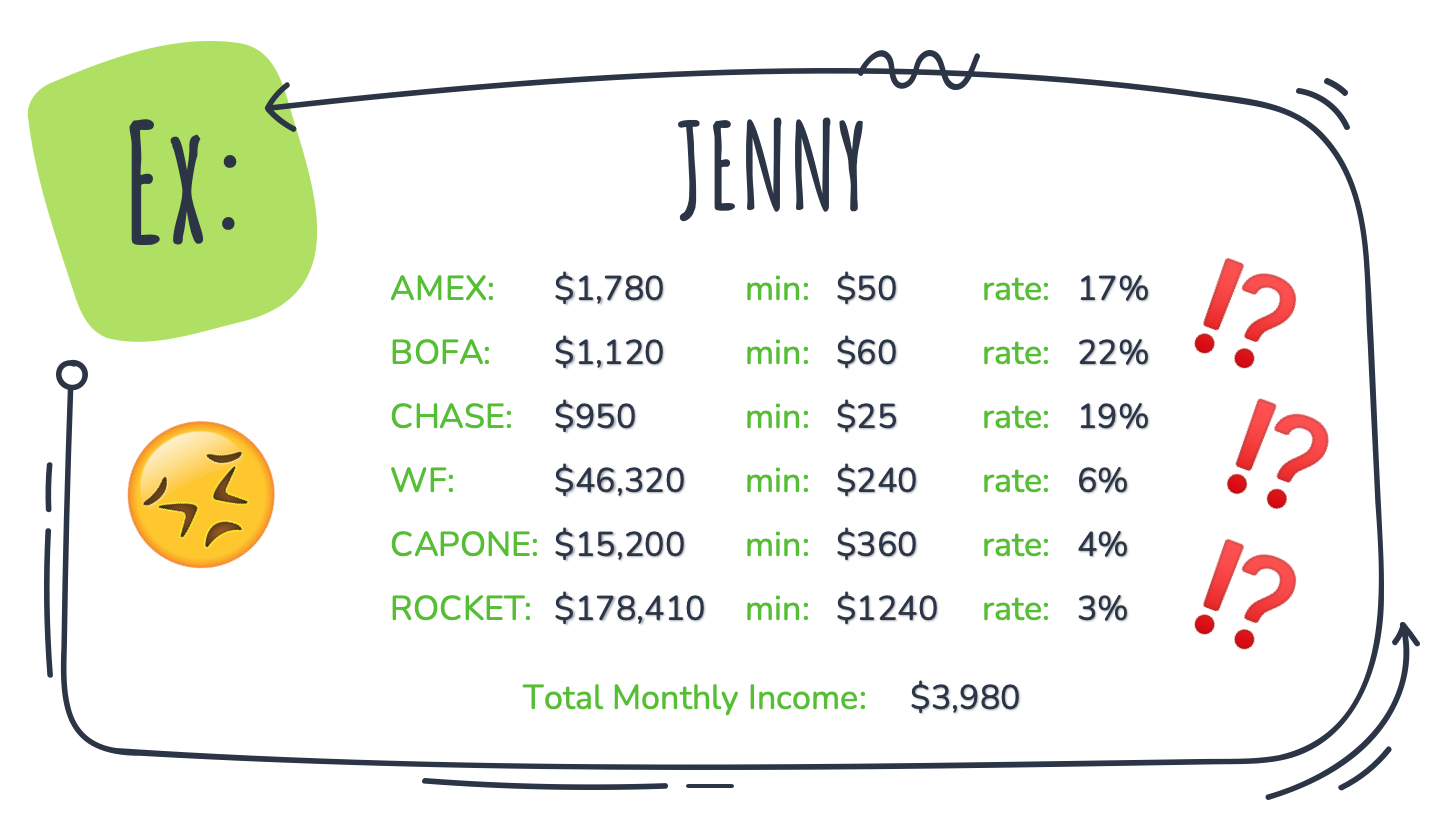 Ex:
JENNY
AMEX: $1,780 min: $50 rate: 17%
BOFA: $1,120 min: $60 rate: 22%
CHASE: $950 min: $25 rate: 19%
WF: $46,320 min: $240 rate: 6%
CAPONE: $15,200 min: $360 rate: 4%
ROCKET: $178,410 min: $1240 rate: 3%
Total Monthly Income: $3,980